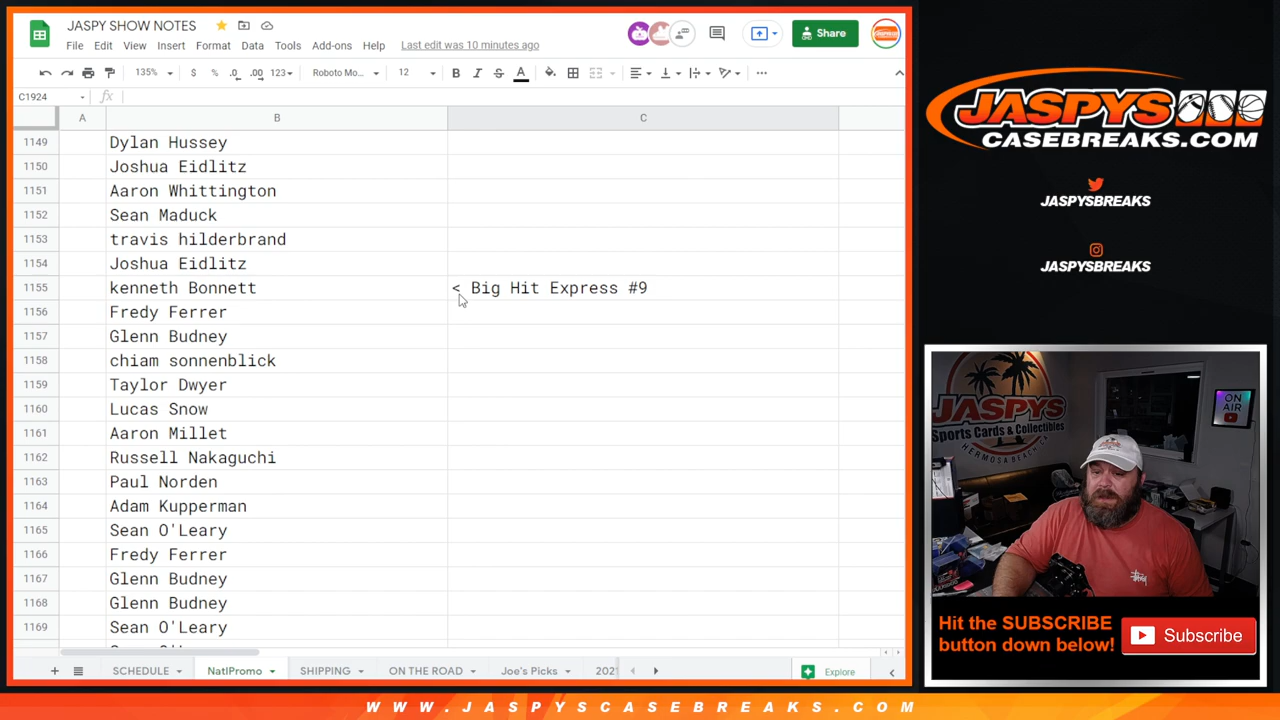 JASPY SHOW NOTES
File Edit View Insert Format Data Tools Add-ons Help Last edit was 10 minutes ago
Share
135% $ % .0 .00 123 Roboto Mo... 12 B I S A
C1924 fx
A B C
1149 Dylan Hussey
1150 Joshua Eidlitz
1151 Aaron Whittington
1152 Sean Maduck
1153 travis hilderbrand
1154 Joshua Eidlitz
1155 kenneth Bonnett < Big Hit Express #9
1156 Fredy Ferrer
1157 Glenn Budney
1158 chiam sonnenblick
1159 Taylor Dwyer
1160 Lucas Snow
1161 Aaron Millet
1162 Russell Nakaguchi
1163 Paul Norden
1164 Adam Kupperman
1165 Sean O'Leary
1166 Fredy Ferrer
1167 Glenn Budney
1168 Glenn Budney
1169 Sean O'Leary
SCHEDULE NatlPromo SHIPPING ON THE ROAD Joe's Picks 202 Explore
JASPYS
CASEBREAKS.COM
JASPYSBREAKS
JASPYSBREAKS
JASPYS
Sports Cards & Collectibles
HERMOSA BEACH CA
ON
AIR
Hit the SUBSCRIBE
button down below!
Subscribe
WWW.JASPYSCASEBREAKS.COM